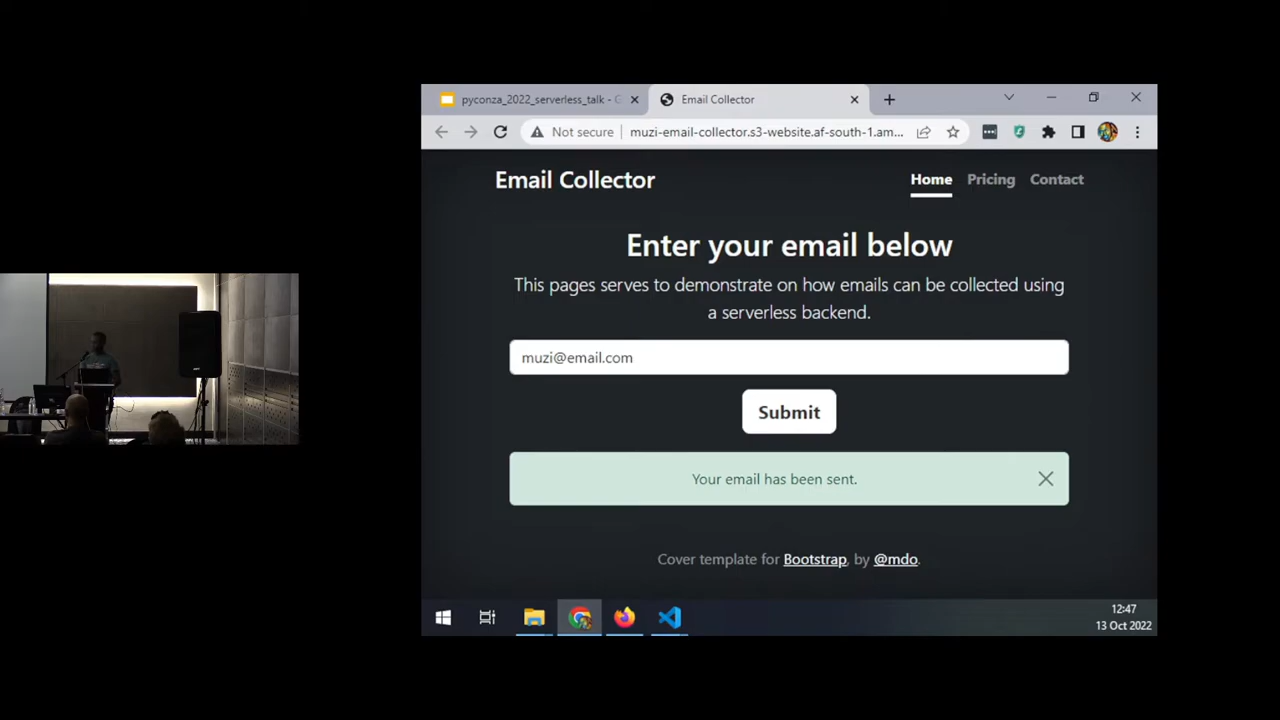 pyconza_2022_serverless_talk - G
Email Collector
Not secure
muzi-email-collector.s3-website.af-south-1.am...
Email Collector
Home
Pricing
Contact
Enter your email below
This pages serves to demonstrate on how emails can be collected using
a serverless backend.
muzi@email.com
Submit
Your email has been sent.
Cover template for Bootstrap, by @mdo.
12:47
13 Oct 2022